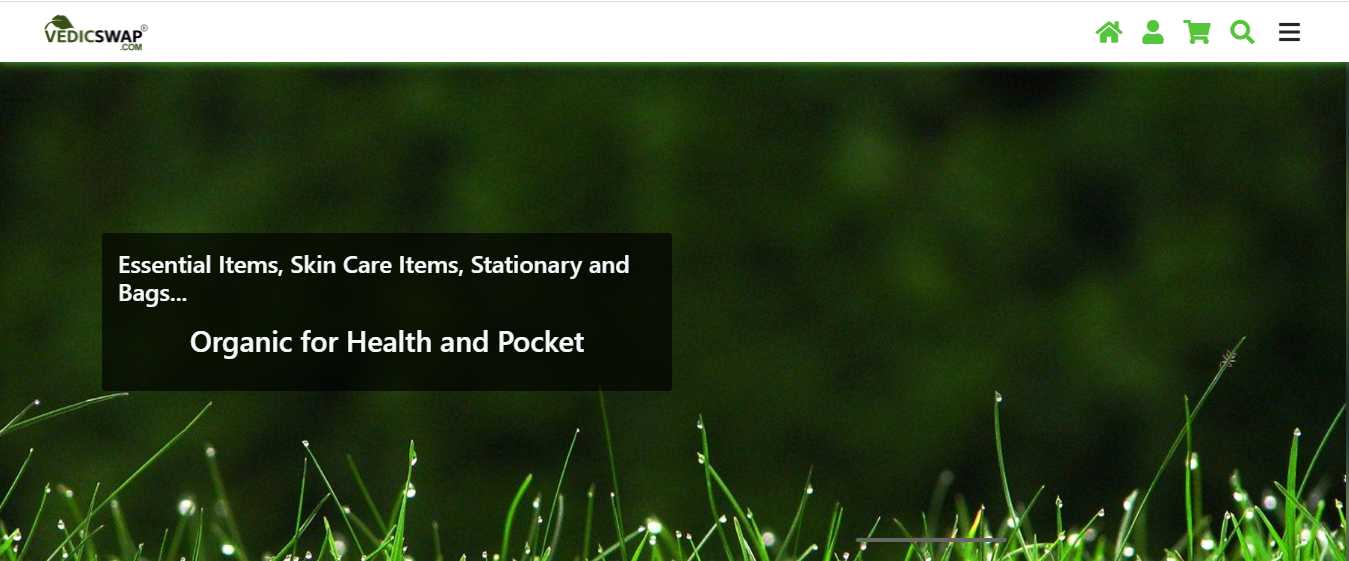 VEDICSWAP®
.COM
Essential Items, Skin Care Items, Stationary and
Bags...
Organic for Health and Pocket